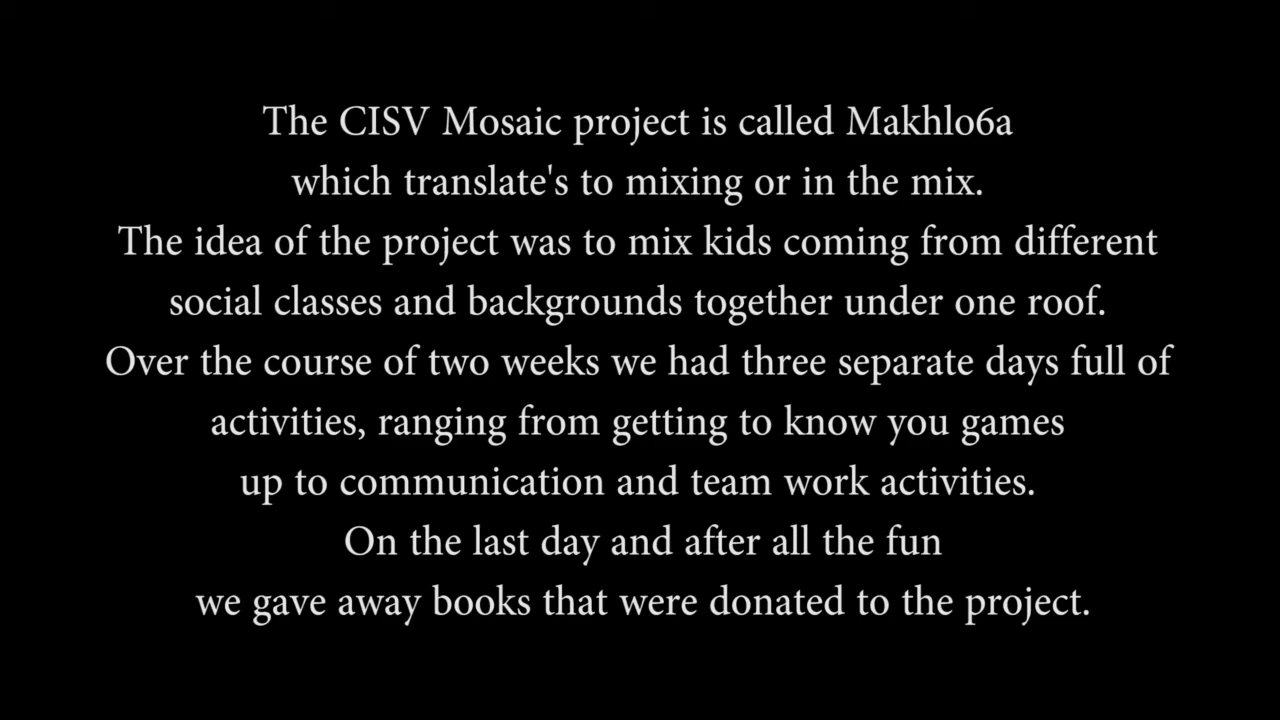 The CISV Mosaic project is called Makhlo6a
which translate's to mixing or in the mix.
The idea of the project was to mix kids coming from different
social classes and backgrounds together under one roof.
Over the course of two weeks we had three separate days full of
activities, ranging from getting to know you games
up to communication and team work activities.
On the last day and after all the fun
we gave away books that were donated to the project.